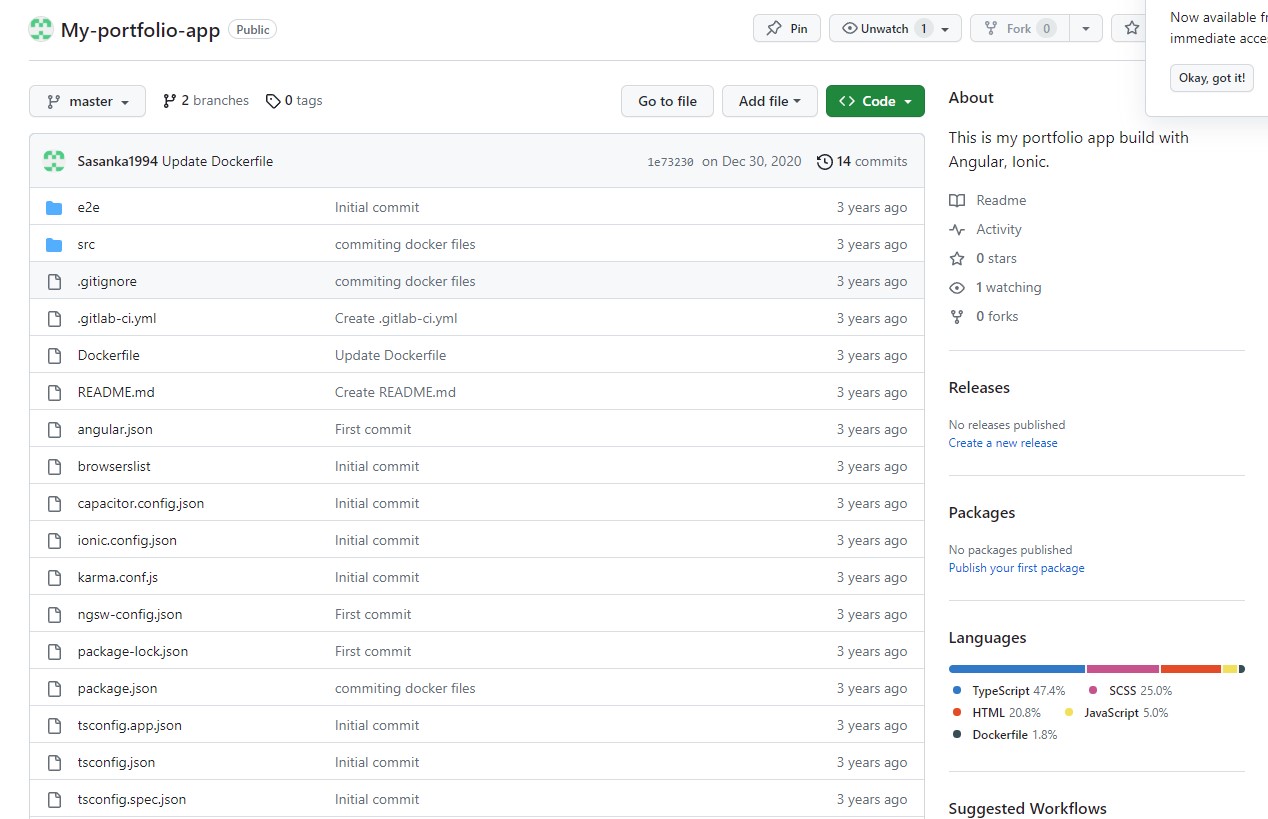 My-portfolio-app Public
Pin
Unwatch 1
Fork 0
Now available fr
immediate acce
Okay, got it!
master
2 branches
0 tags
Go to file
Add file
Code
Sasanka1994 Update Dockerfile 1e73230 on Dec 30, 2020 14 commits
e2e Initial commit 3 years ago
src commiting docker files 3 years ago
.gitignore commiting docker files 3 years ago
.gitlab-ci.yml Create .gitlab-ci.yml 3 years ago
Dockerfile Update Dockerfile 3 years ago
README.md Create README.md 3 years ago
angular.json First commit 3 years ago
browserslist Initial commit 3 years ago
capacitor.config.json Initial commit 3 years ago
ionic.config.json Initial commit 3 years ago
karma.conf.js Initial commit 3 years ago
ngsw-config.json First commit 3 years ago
package-lock.json First commit 3 years ago
package.json commiting docker files 3 years ago
tsconfig.app.json Initial commit 3 years ago
tsconfig.json Initial commit 3 years ago
tsconfig.spec.json Initial commit 3 years ago
About
This is my portfolio app build with
Angular, Ionic.
Readme
Activity
0 stars
1 watching
0 forks
Releases
No releases published
Create a new release
Packages
No packages published
Publish your first package
Languages
TypeScript 47.4% SCSS 25.0%
HTML 20.8% JavaScript 5.0%
Dockerfile 1.8%
Suggested Workflows